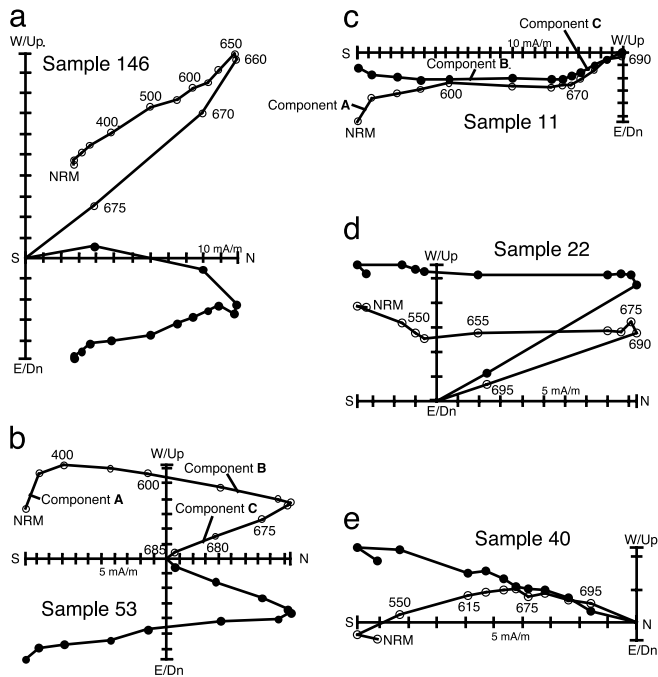 a
W/Up
Sample 146
650
660
600
500
670
400
NRM
675
S
10 mA/m
N
E/Dn
b
W/Up
400
Component B
600
Component A
Component C
NRM
675
680
685
S
5 mA/m
N
Sample 53
E/Dn
c
Component C
S
10 mA/m
N
Component B
690
Component A
600
670
NRM
Sample 11
E/Dn
d
W/Up
Sample 22
NRM
550
655
675
690
695
S
5 mA/m
N
E/Dn
e
W/Up
Sample 40
550
615
675
695
S
NRM
5 mA/m
N
E/Dn